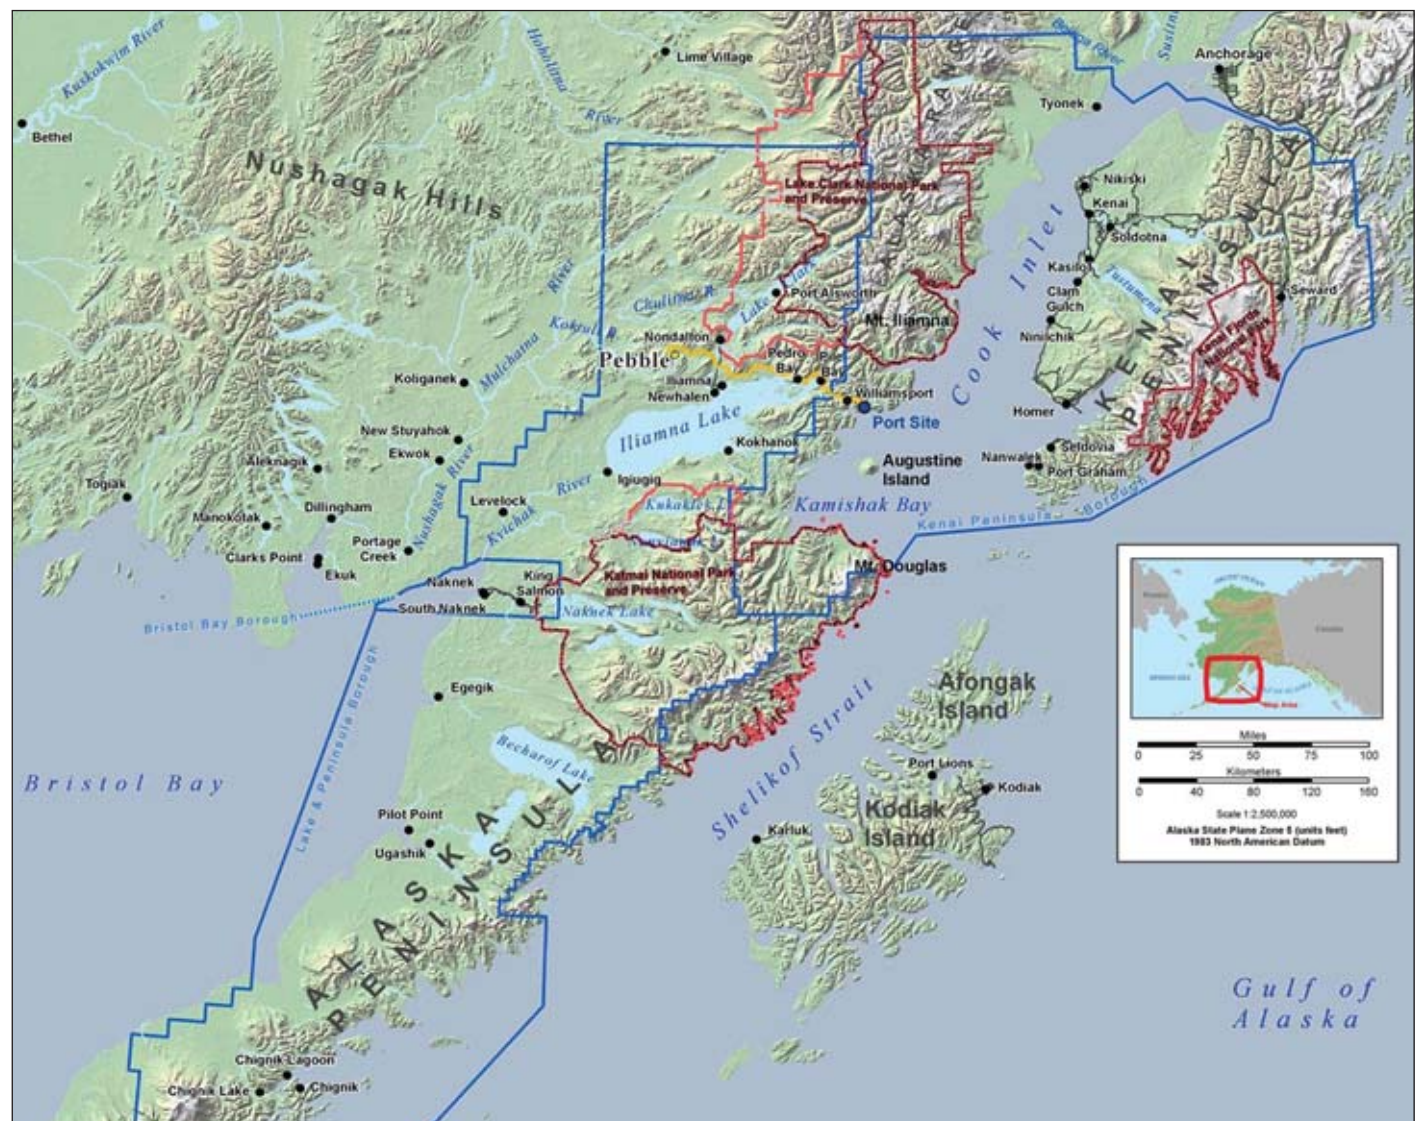 Kuskokwim River
Bethel
Hoholitna
River
Lime Village
Nushagak Hills
ALASKA RANGE
Beluga River
Anchorage
Tyonek
Lake Clark National Park
and Preserve
Nikiski
Kenai
Soldotna
Kasilof
Clam
Gulch
Ninilchik
Tustumena
KENAI
PENINSULA
Seward
Kenai Fjords
National Park
Cook Inlet
Mulchatna River
Chulitna R.
Lake Clark
Port Alsworth
Mt. Iliamna
Nondalton
Pebble
Pedro
Bay
Bay
Iliamna
Newhalen
Williamsport
Port Site
Koliganek
Iliamna Lake
Homer
Seldovia
Nanwalek
Port Graham
New Stuyahok
Ekwok
Aleknagik
Kokhanok
Augustine
Island
Igiugig
Togiak
Dillingham
Manokotak
Levelock
Kvichak River
Nushagak River
Kukaklek L.
Kamishak Bay
Kenai Peninsula Borough
Clarks Point
Portage
Creek
Ekuk
Naknek
King
Salmon
South Naknek
Katmai National Park
and Preserve
Mt. Douglas
Naknek Lake
Bristol Bay Borough
Lake & Peninsula Borough
Egegik
Becharof Lake
Shelikof Strait
Afongak
Island
Port Lions
Kodiak
Kodiak
Island
Karluk
Bristol Bay
Pilot Point
Ugashik
ALASKA
PENINSULA
Chignik Lagoon
Chignik Lake
Chignik
Gulf of
Alaska
Map Area
Miles
0 25 50 75 100
Kilometers
0 40 80 120 160
Scale 1:2,500,000
Alaska State Plane Zone 5 (units feet)
1983 North American Datum